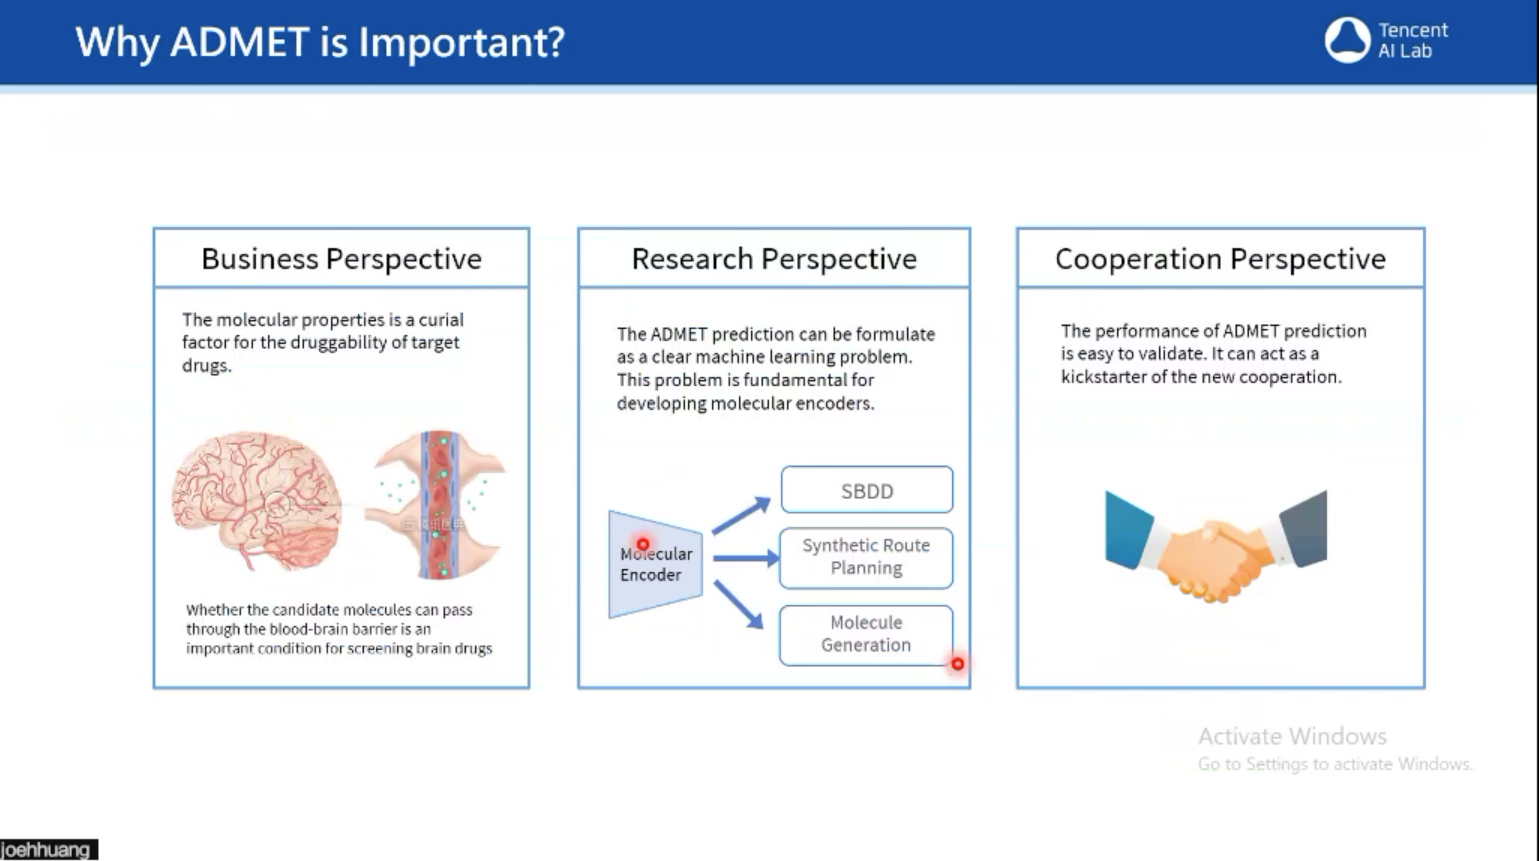 Why ADMET is Important?
Tencent
AI Lab
Business Perspective
The molecular properties is a curial
factor for the druggability of target
drugs.
Whether the candidate molecules can pass
through the blood-brain barrier is an
important condition for screening brain drugs
Research Perspective
The ADMET prediction can be formulate
as a clear machine learning problem.
This problem is fundamental for
developing molecular encoders.
Molecular
Encoder
SBDD
Synthetic Route
Planning
Molecule
Generation
Cooperation Perspective
The performance of ADMET prediction
is easy to validate. It can act as a
kickstarter of the new cooperation.
Activate Windows
Go to Settings to activate Windows.
joehhuang